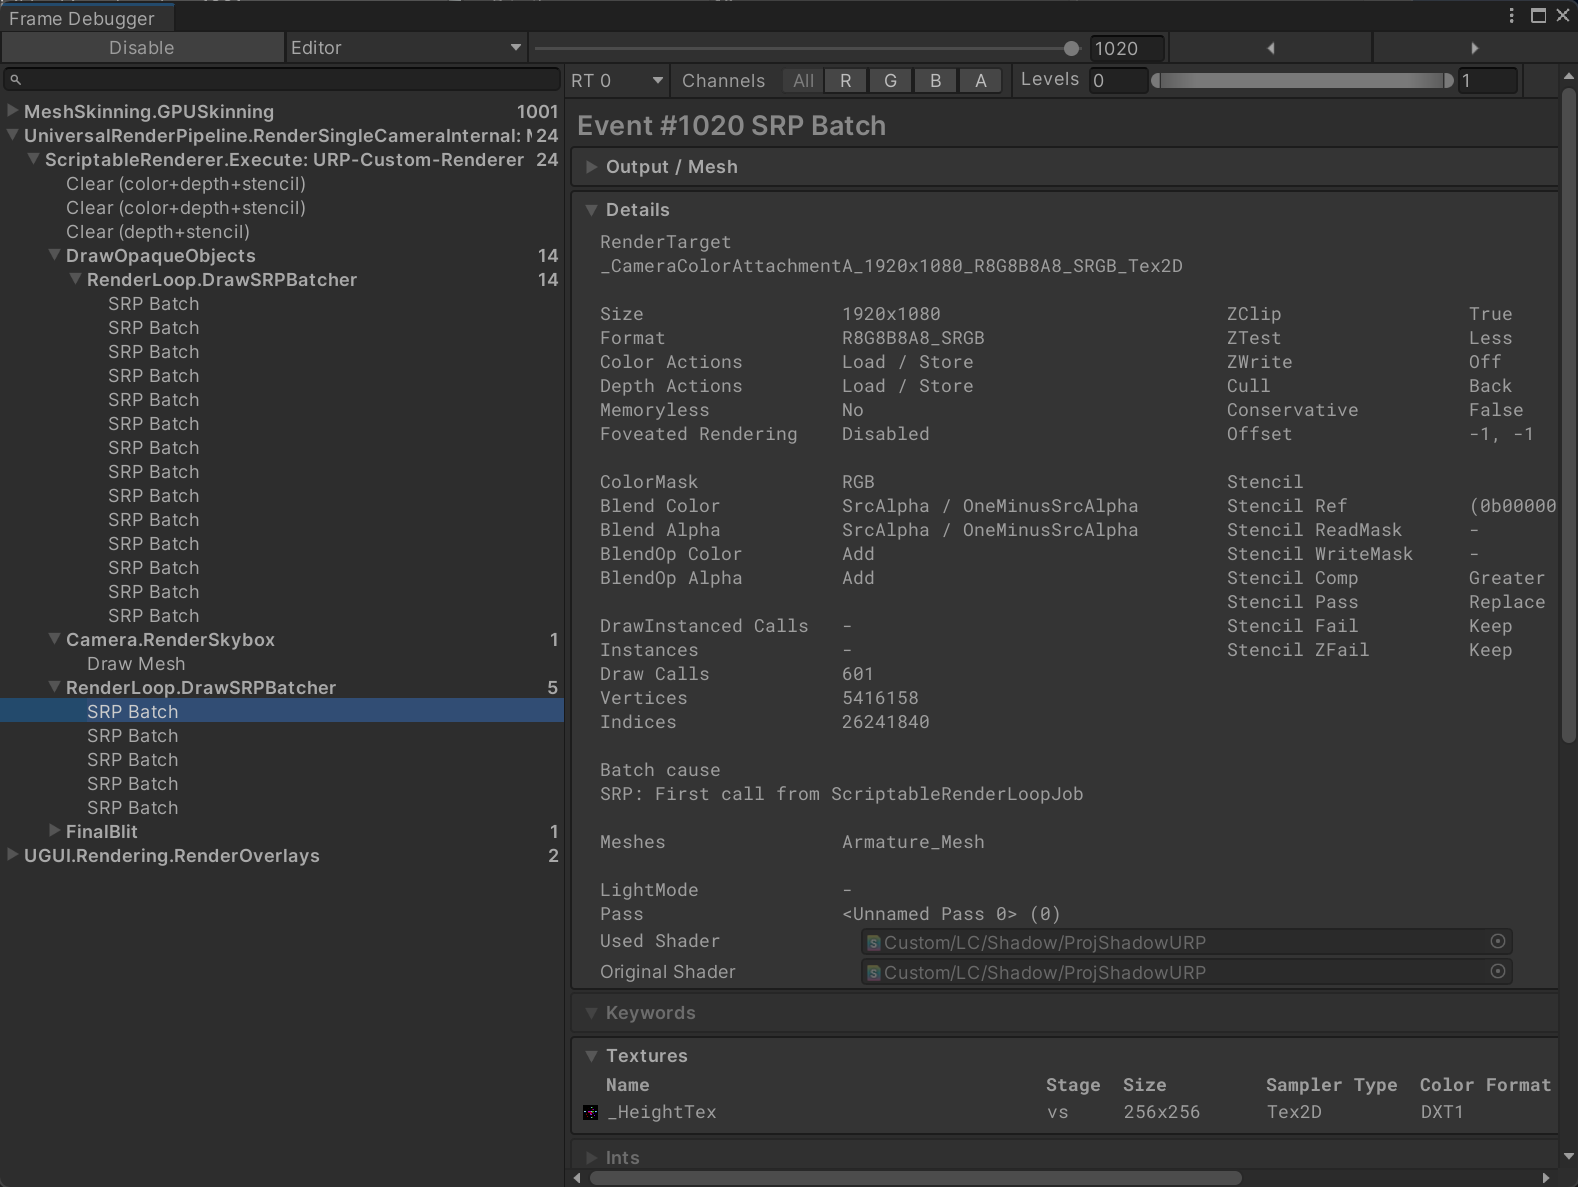 Frame Debugger
Disable
Editor
1020
RT 0
Channels
All
R
G
B
A
Levels
0
1
MeshSkinning.GPUSkinning 1001
UniversalRenderPipeline.RenderSingleCameraInternal: 24
ScriptableRenderer.Execute: URP-Custom-Renderer 24
Clear (color+depth+stencil)
Clear (color+depth+stencil)
Clear (depth+stencil)
DrawOpaqueObjects 14
RenderLoop.DrawSRPBatcher 14
SRP Batch
SRP Batch
SRP Batch
SRP Batch
SRP Batch
SRP Batch
SRP Batch
SRP Batch
SRP Batch
SRP Batch
SRP Batch
SRP Batch
SRP Batch
SRP Batch
Camera.RenderSkybox 1
Draw Mesh
RenderLoop.DrawSRPBatcher 5
SRP Batch
SRP Batch
SRP Batch
SRP Batch
SRP Batch
FinalBlit 1
UGUI.Rendering.RenderOverlays 2
Event #1020 SRP Batch
Output / Mesh
Details
RenderTarget
_CameraColorAttachmentA_1920x1080_R8G8B8A8_SRGB_Tex2D
Size 1920x1080 ZClip True
Format R8G8B8A8_SRGB ZTest Less
Color Actions Load / Store ZWrite Off
Depth Actions Load / Store Cull Back
Memoryless No Conservative False
Foveated Rendering Disabled Offset -1, -1
ColorMask RGB Stencil
Blend Color SrcAlpha / OneMinusSrcAlpha Stencil Ref (0b00000
Blend Alpha SrcAlpha / OneMinusSrcAlpha Stencil ReadMask -
BlendOp Color Add Stencil WriteMask -
BlendOp Alpha Add Stencil Comp Greater
Stencil Pass Replace
DrawInstanced Calls - Stencil Fail Keep
Instances - Stencil ZFail Keep
Draw Calls 601
Vertices 5416158
Indices 26241840
Batch cause
SRP: First call from ScriptableRenderLoopJob
Meshes Armature_Mesh
LightMode -
Pass <Unnamed Pass 0> (0)
Used Shader Custom/LC/Shadow/ProjShadowURP
Original Shader Custom/LC/Shadow/ProjShadowURP
Keywords
Textures
Name Stage Size Sampler Type Color Format
_HeightTex vs 256x256 Tex2D DXT1
Ints